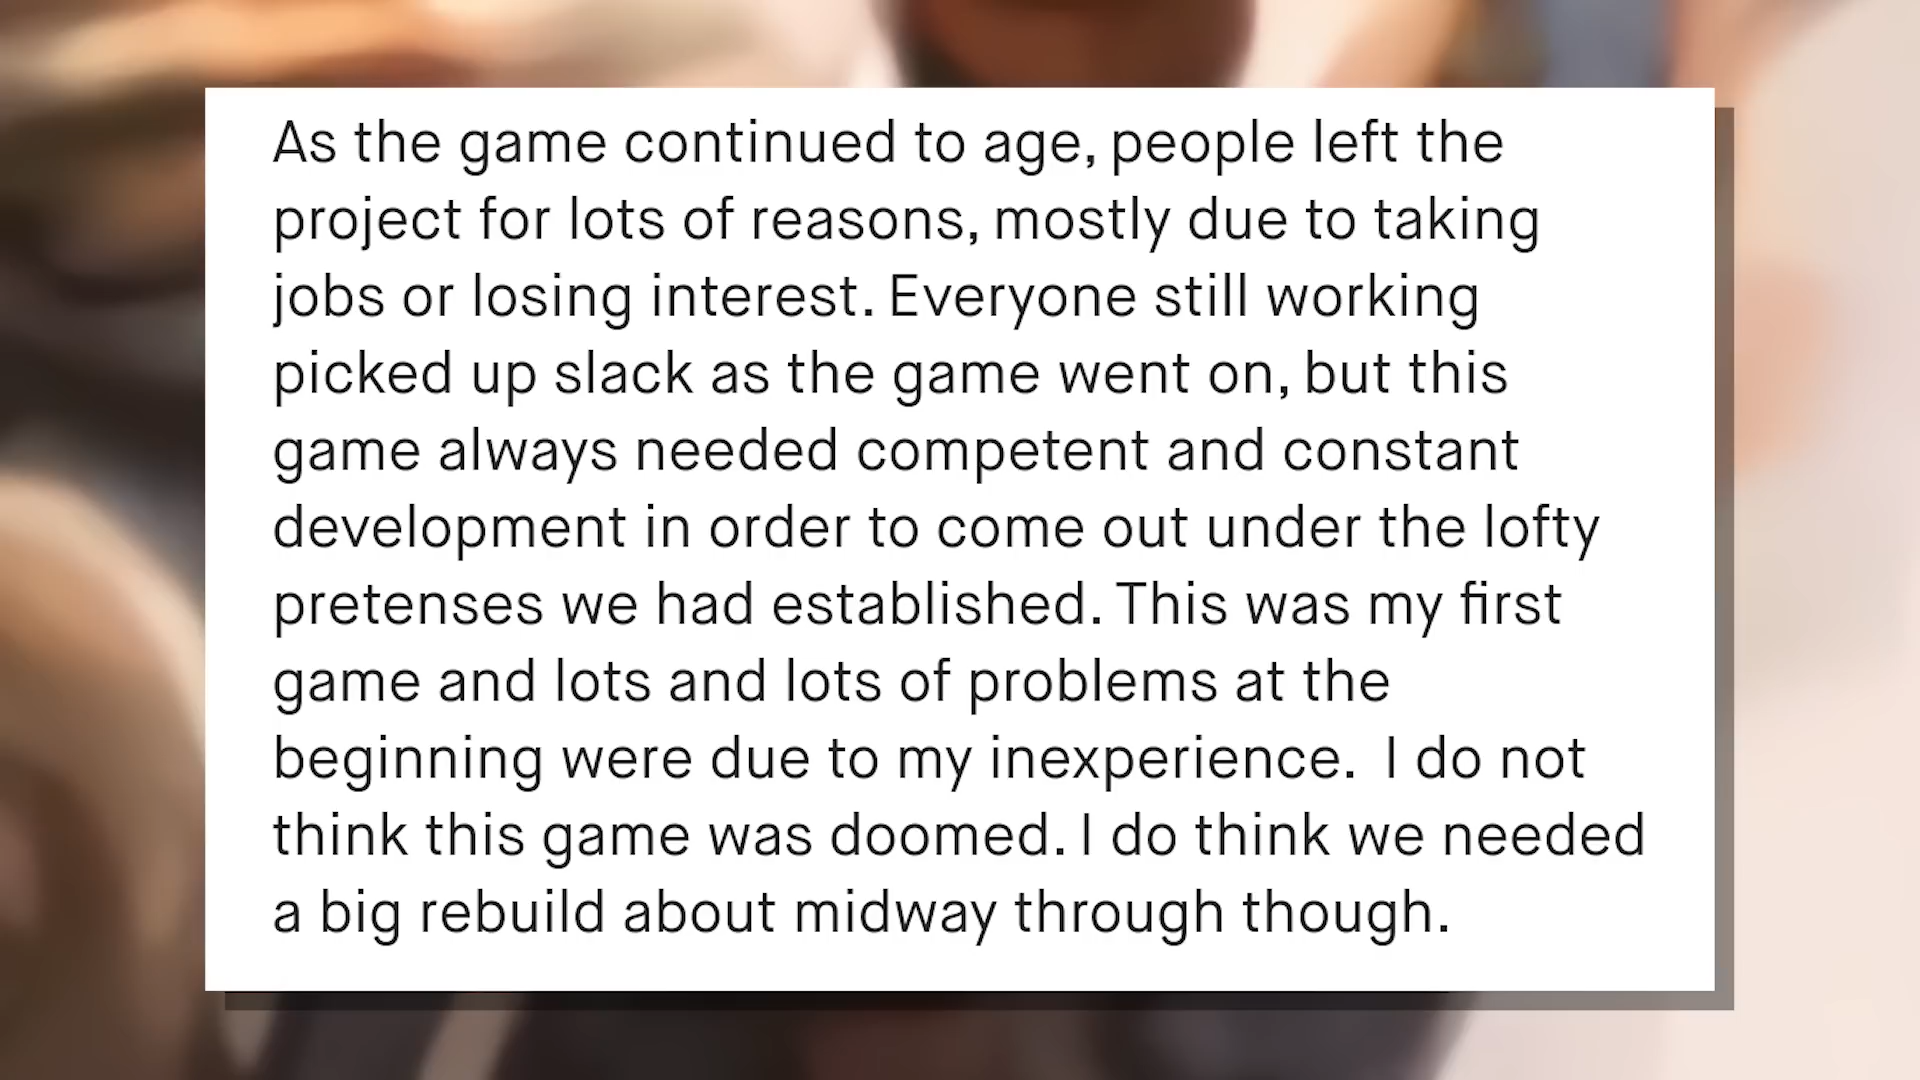 As the game continued to age, people left the
project for lots of reasons, mostly due to taking
jobs or losing interest. Everyone still working
picked up slack as the game went on, but this
game always needed competent and constant
development in order to come out under the lofty
pretenses we had established. This was my first
game and lots and lots of problems at the
beginning were due to my inexperience.  I do not
think this game was doomed. I do think we needed
a big rebuild about midway through though.